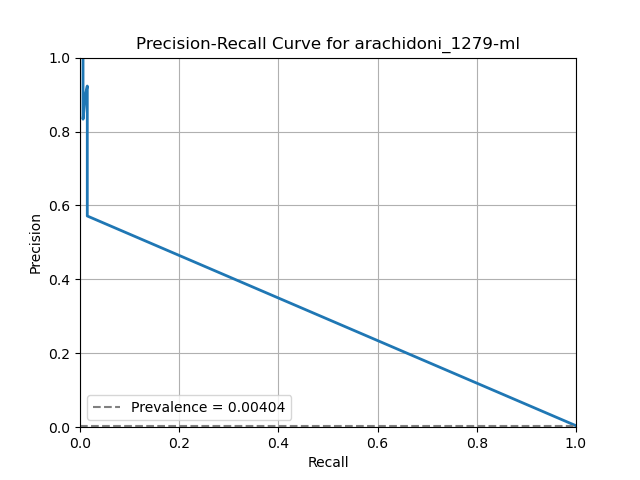 Precision-Recall Curve for arachidoni_1279-ml
1.0
0.8
0.6
0.4
0.2
0.0
Precision
Prevalence = 0.00404
0.0 0.2 0.4 0.6 0.8 1.0
Recall